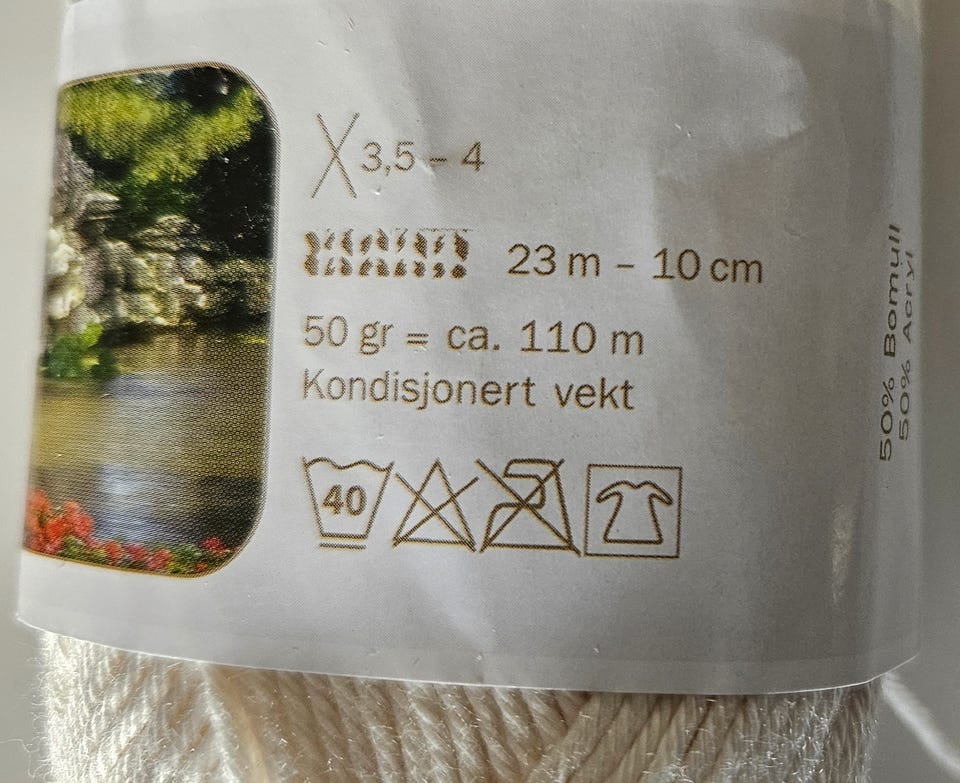 3,5 – 4
23 m – 10 cm
50 gr = ca. 110 m
Kondisjonert vekt
40
50% Bomull
50% Acryl